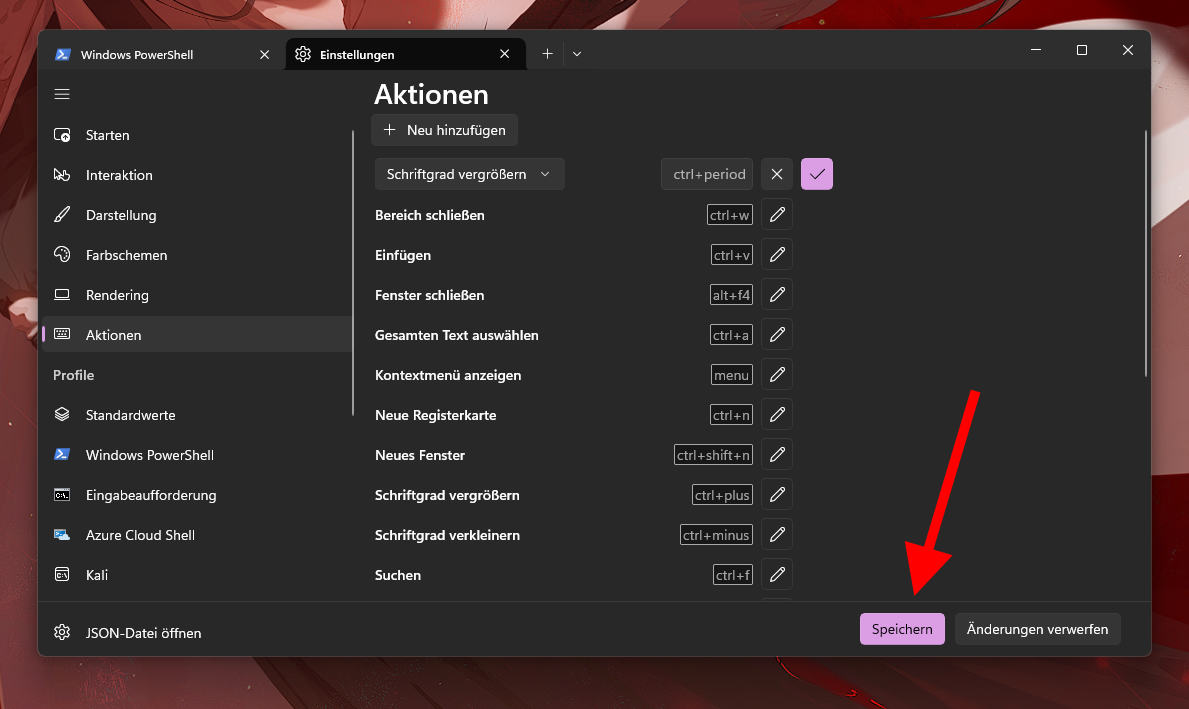 Windows PowerShell
Einstellungen
Aktionen
Neu hinzufügen
Starten
Interaktion
Darstellung
Farbschemen
Rendering
Aktionen
Profile
Standardwerte
Windows PowerShell
Eingabeaufforderung
Azure Cloud Shell
Kali
JSON-Datei öffnen
Schriftgrad vergrößern ctrl+period
Bereich schließen ctrl+w
Einfügen ctrl+v
Fenster schließen alt+f4
Gesamten Text auswählen ctrl+a
Kontextmenü anzeigen menu
Neue Registerkarte ctrl+n
Neues Fenster ctrl+shift+n
Schriftgrad vergrößern ctrl+plus
Schriftgrad verkleinern ctrl+minus
Suchen ctrl+f
Speichern
Änderungen verwerfen